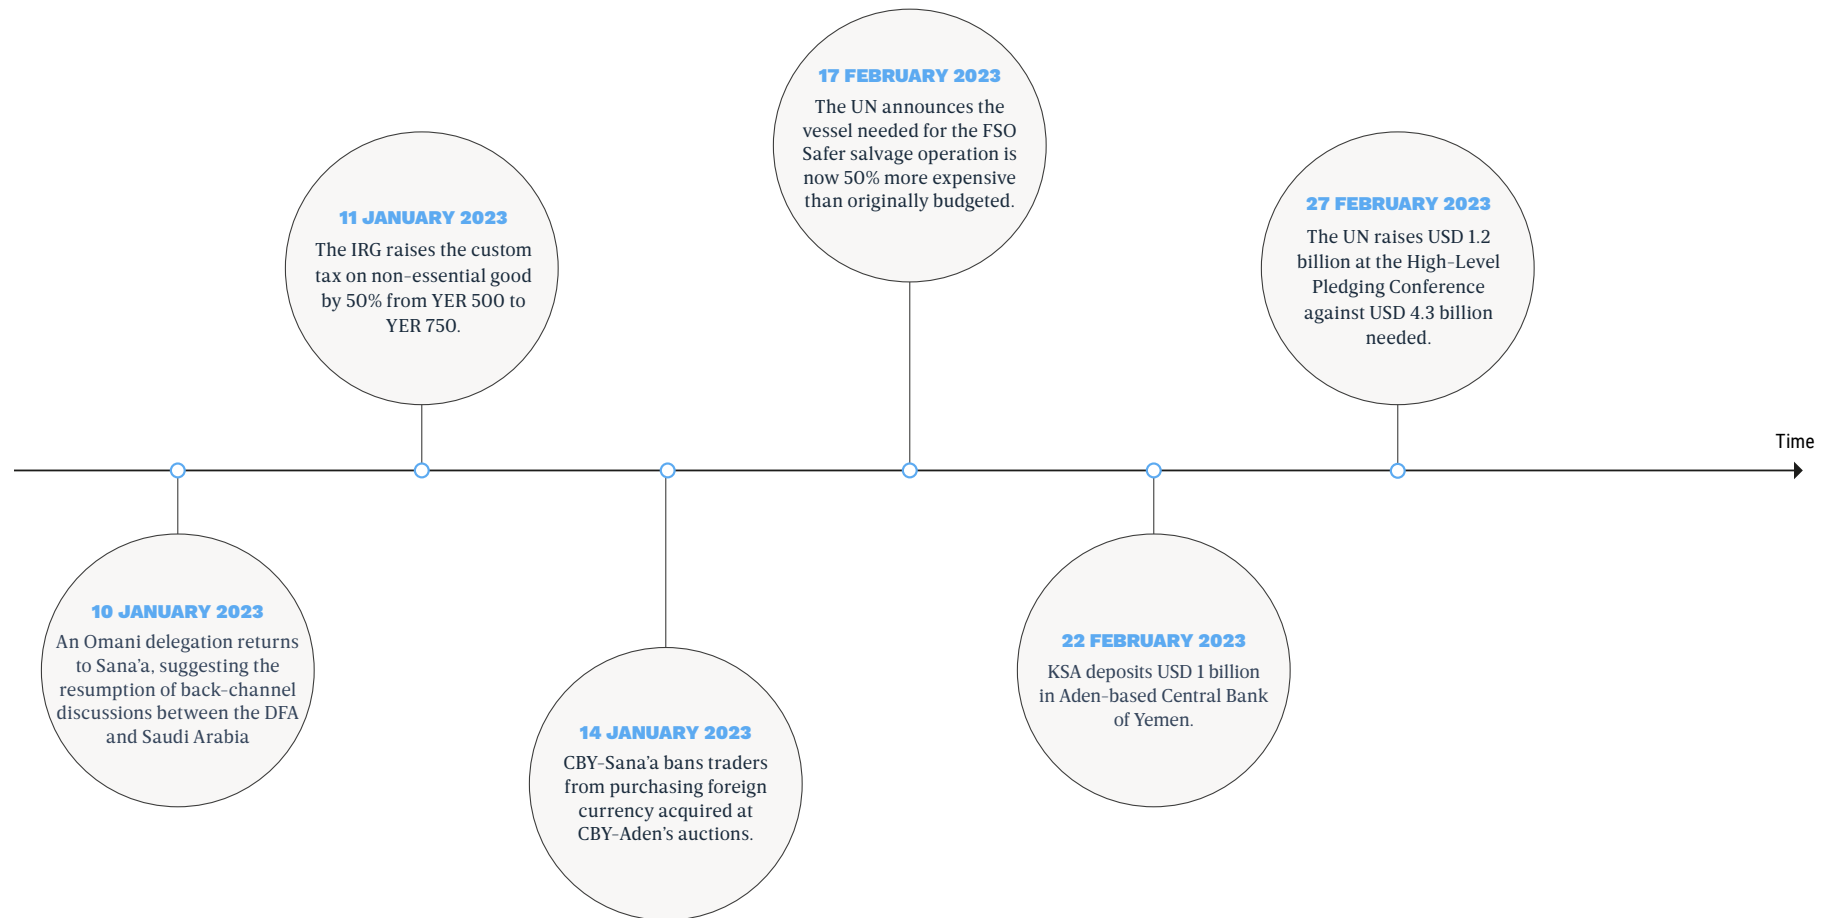 10 JANUARY 2023
An Omani delegation returns
to Sana’a, suggesting the
resumption of back-channel
discussions between the DFA
and Saudi Arabia
11 JANUARY 2023
The IRG raises the custom
tax on non-essential good
by 50% from YER 500 to
YER 750.
14 JANUARY 2023
CBY-Sana’a bans traders
from purchasing foreign
currency acquired at
CBY-Aden’s auctions.
17 FEBRUARY 2023
The UN announces the
vessel needed for the FSO
Safer salvage operation is
now 50% more expensive
than originally budgeted.
22 FEBRUARY 2023
KSA deposits USD 1 billion
in Aden-based Central Bank
of Yemen.
27 FEBRUARY 2023
The UN raises USD 1.2
billion at the High-Level
Pledging Conference
against USD 4.3 billion
needed.
Time